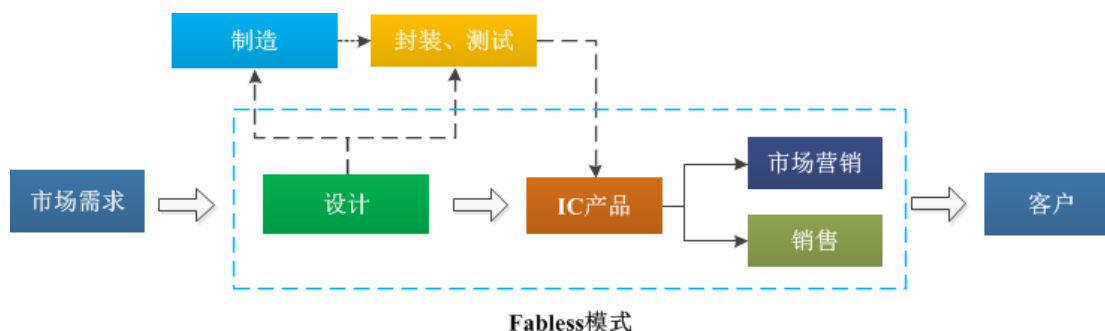 制造
封装、测试
市场需求
设计
IC产品
市场营销
销售
客户
Fabless模式